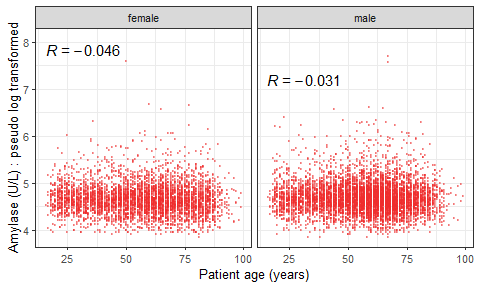 female
male
Amylase (U/L) : pseudo log transformed
8
7
6
5
4
R = −0.046
R = −0.031
25
50
75
100
25
50
75
100
Patient age (years)